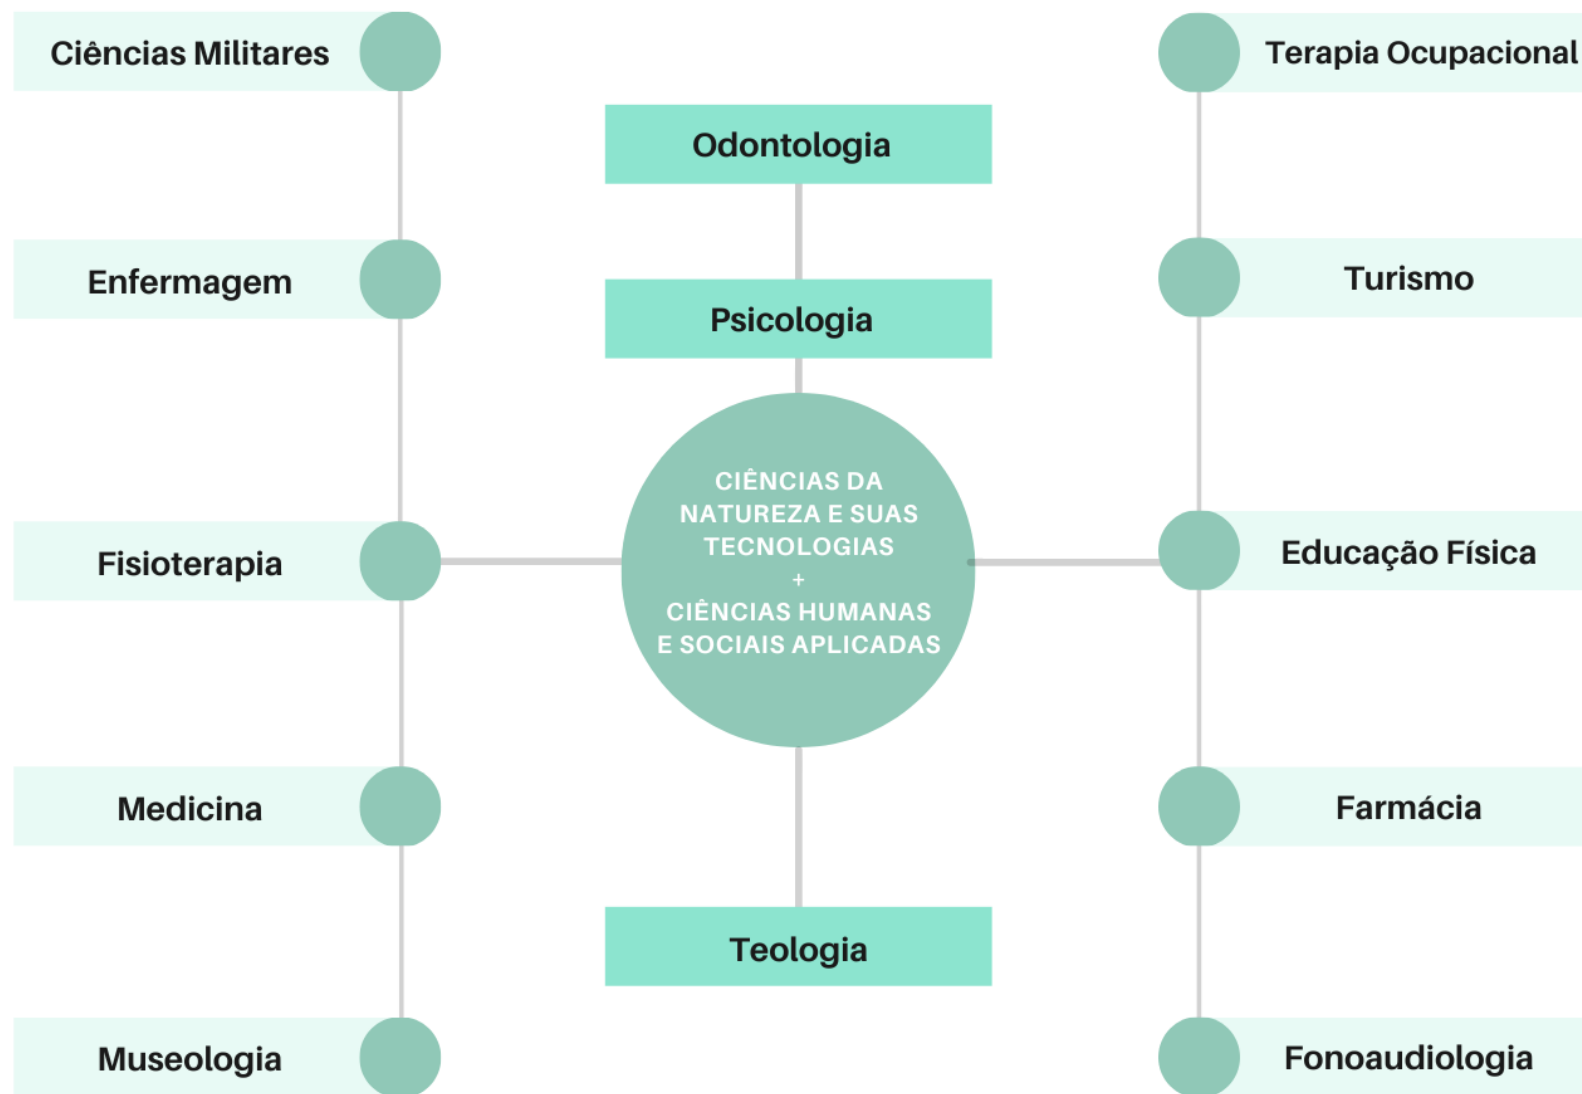 Ciências Militares
Enfermagem
Fisioterapia
Medicina
Museologia
Odontologia
Psicologia
CIÊNCIAS DA
NATUREZA E SUAS
TECNOLOGIAS
+
CIÊNCIAS HUMANAS
E SOCIAIS APLICADAS
Teologia
Terapia Ocupacional
Turismo
Educação Física
Farmácia
Fonoaudiologia